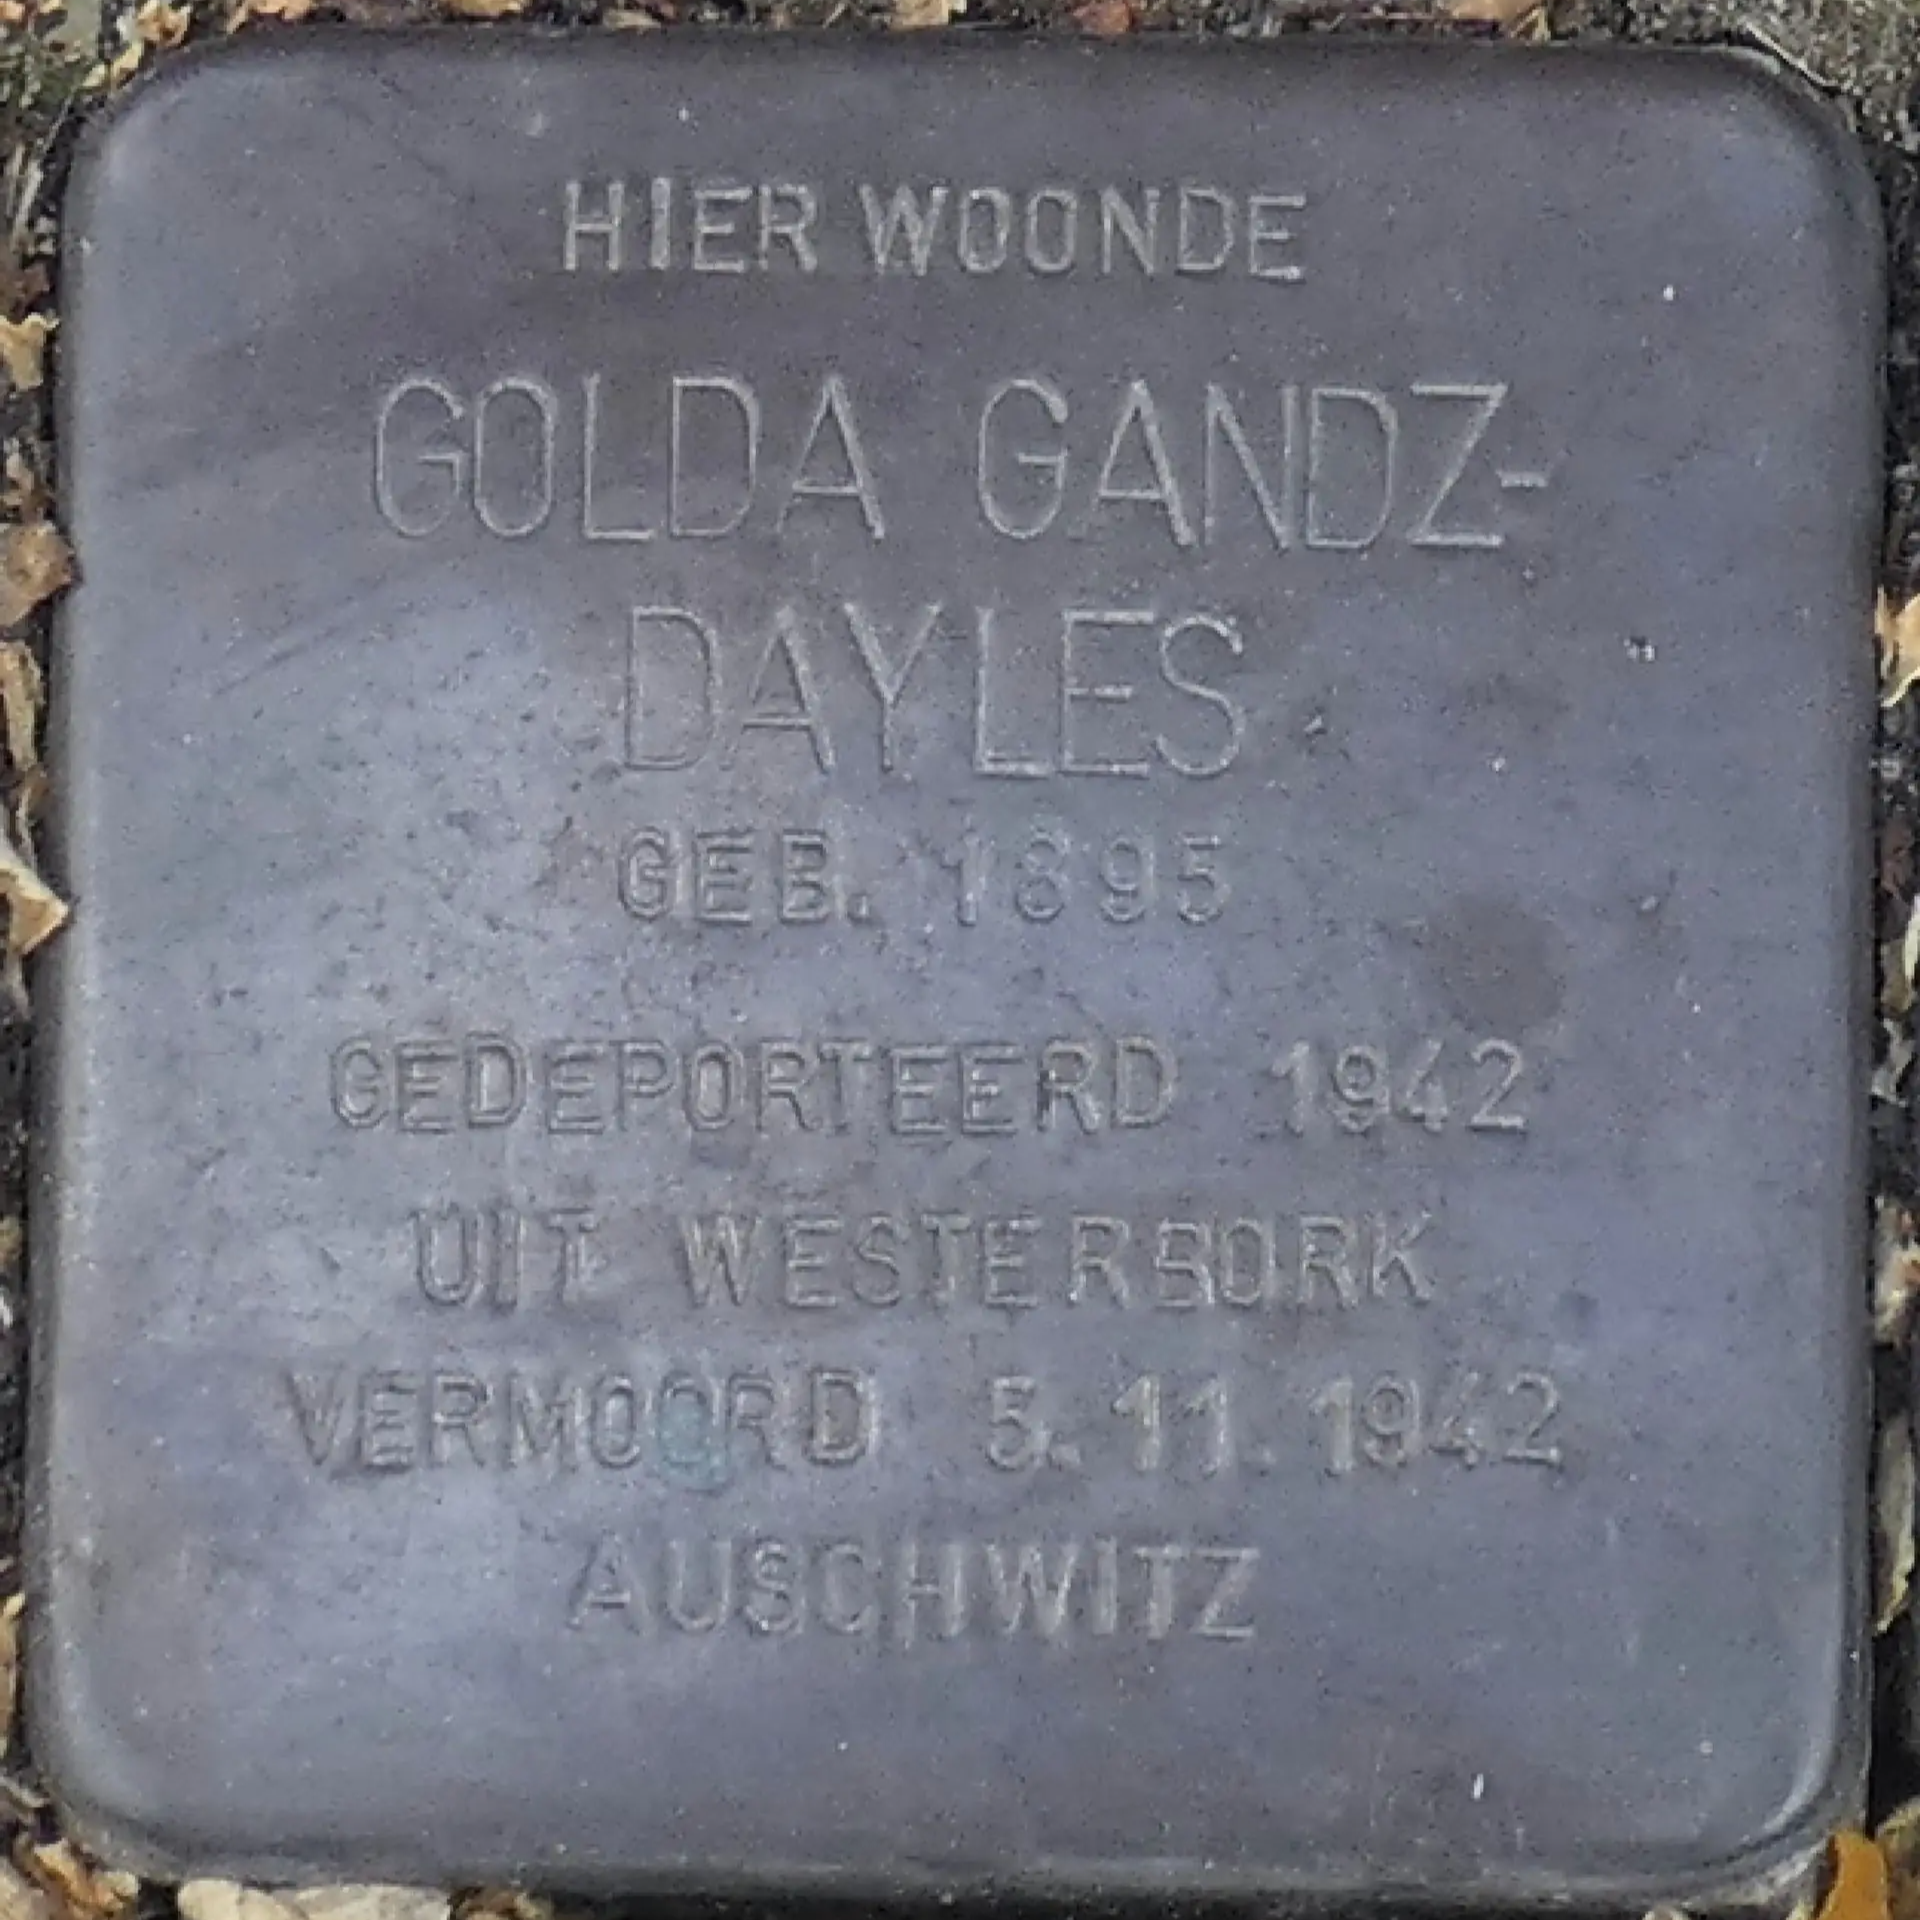 HIER WOONDE
GOLDA GANDZ-
DAYLES
GEB. 1895
GEDEPORTEERD 1942
UIT WESTERBORK
VERMOORD 5.11.1942
AUSCHWITZ